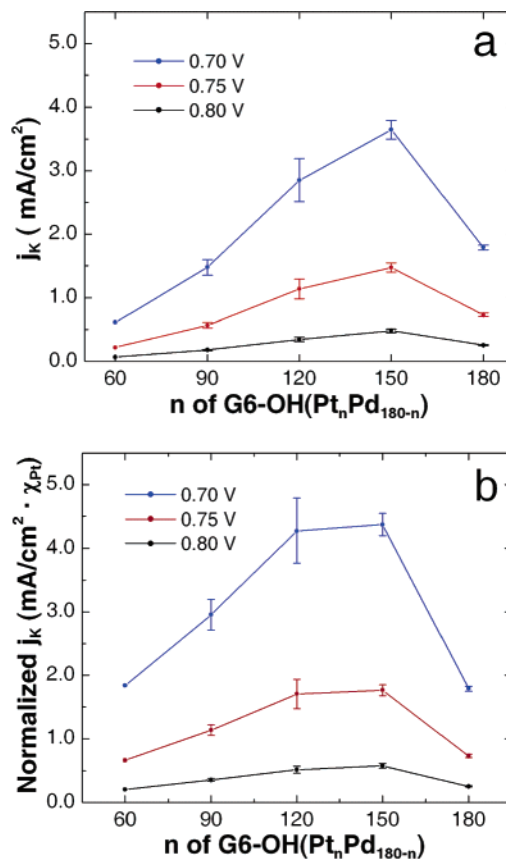 a
5.0
4.0
3.0
2.0
1.0
0.0
jK ( mA/cm²)
0.70 V
0.75 V
0.80 V
60 90 120 150 180
n of G6-OH(PtnPd180-n)
b
5.0
4.0
3.0
2.0
1.0
0.0
Normalized jK (mA/cm² · χPt)
0.70 V
0.75 V
0.80 V
60 90 120 150 180
n of G6-OH(PtnPd180-n)